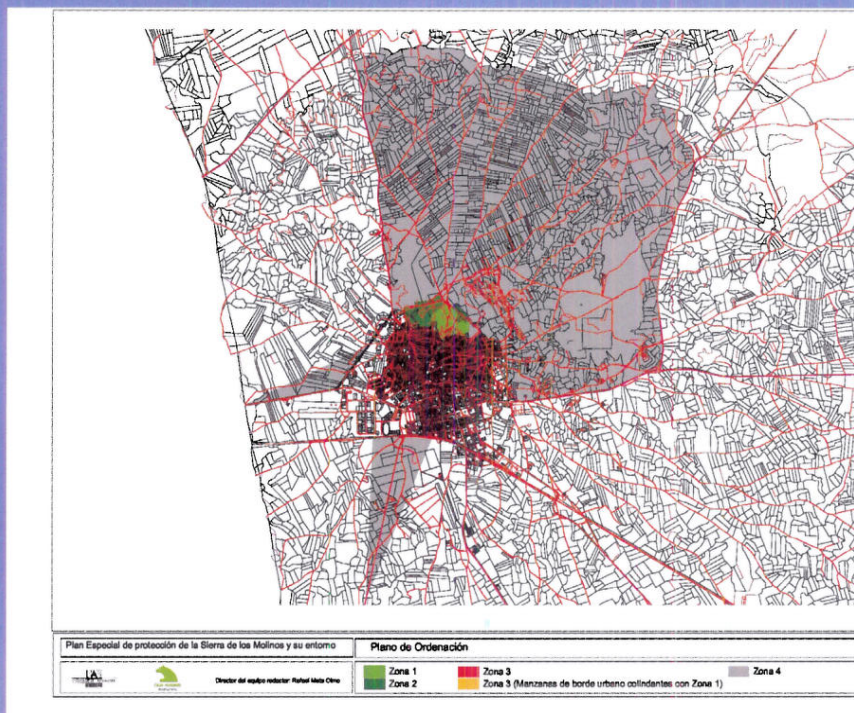 Plan Especial de protección de la Sierra de los Molinos y su entorno
Plano de Ordenación
Director del equipo redactor: Rafael Mata Olmo
Zona 1
Zona 2
Zona 3
Zona 3 (Manzanas de borde urbano colindantes con Zona 1)
Zona 4